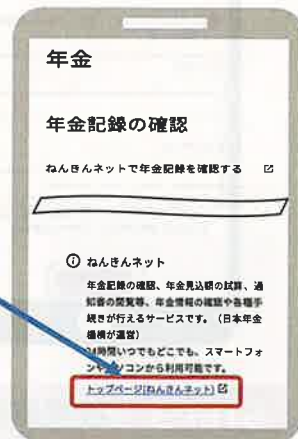 年金
年金記録の確認
ねんきんネットで年金記録を確認する
ねんきんネット
年金記録の確認、年金見込額の試算、通
知書の閲覧等、年金情報の確認や各種手
続きが行えるサービスです。（日本年金
機構が運営）
24時間いつでもどこでも、スマートフォ
ンやパソコンから利用可能です。
トップページ(ねんきんネット)